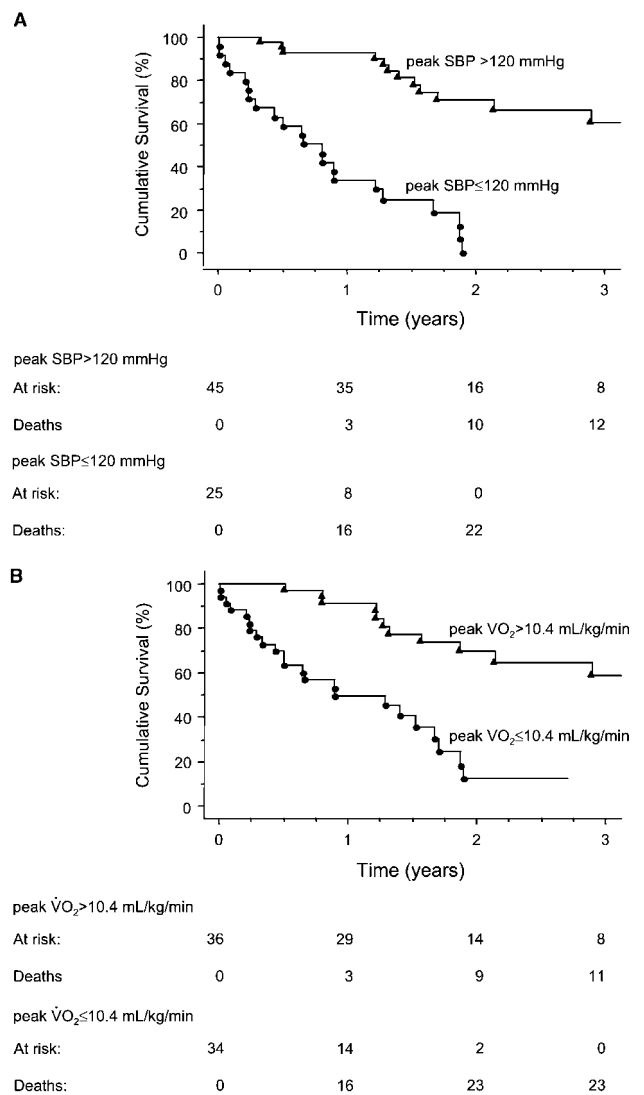 A
100
80
60
40
20
0
Cumulative Survival (%)
peak SBP >120 mmHg
peak SBP≤120 mmHg
0 1 2 3
Time (years)
peak SBP>120 mmHg
At risk: 45 35 16 8
Deaths 0 3 10 12
peak SBP≤120 mmHg
At risk: 25 8 0
Deaths: 0 16 22
B
100
80
60
40
20
0
Cumulative Survival (%)
peak VO₂>10.4 mL/kg/min
peak VO₂≤10.4 mL/kg/min
0 1 2 3
Time (years)
peak V̇O₂>10.4 mL/kg/min
At risk: 36 29 14 8
Deaths 0 3 9 11
peak V̇O₂≤10.4 mL/kg/min
At risk: 34 14 2 0
Deaths: 0 16 23 23